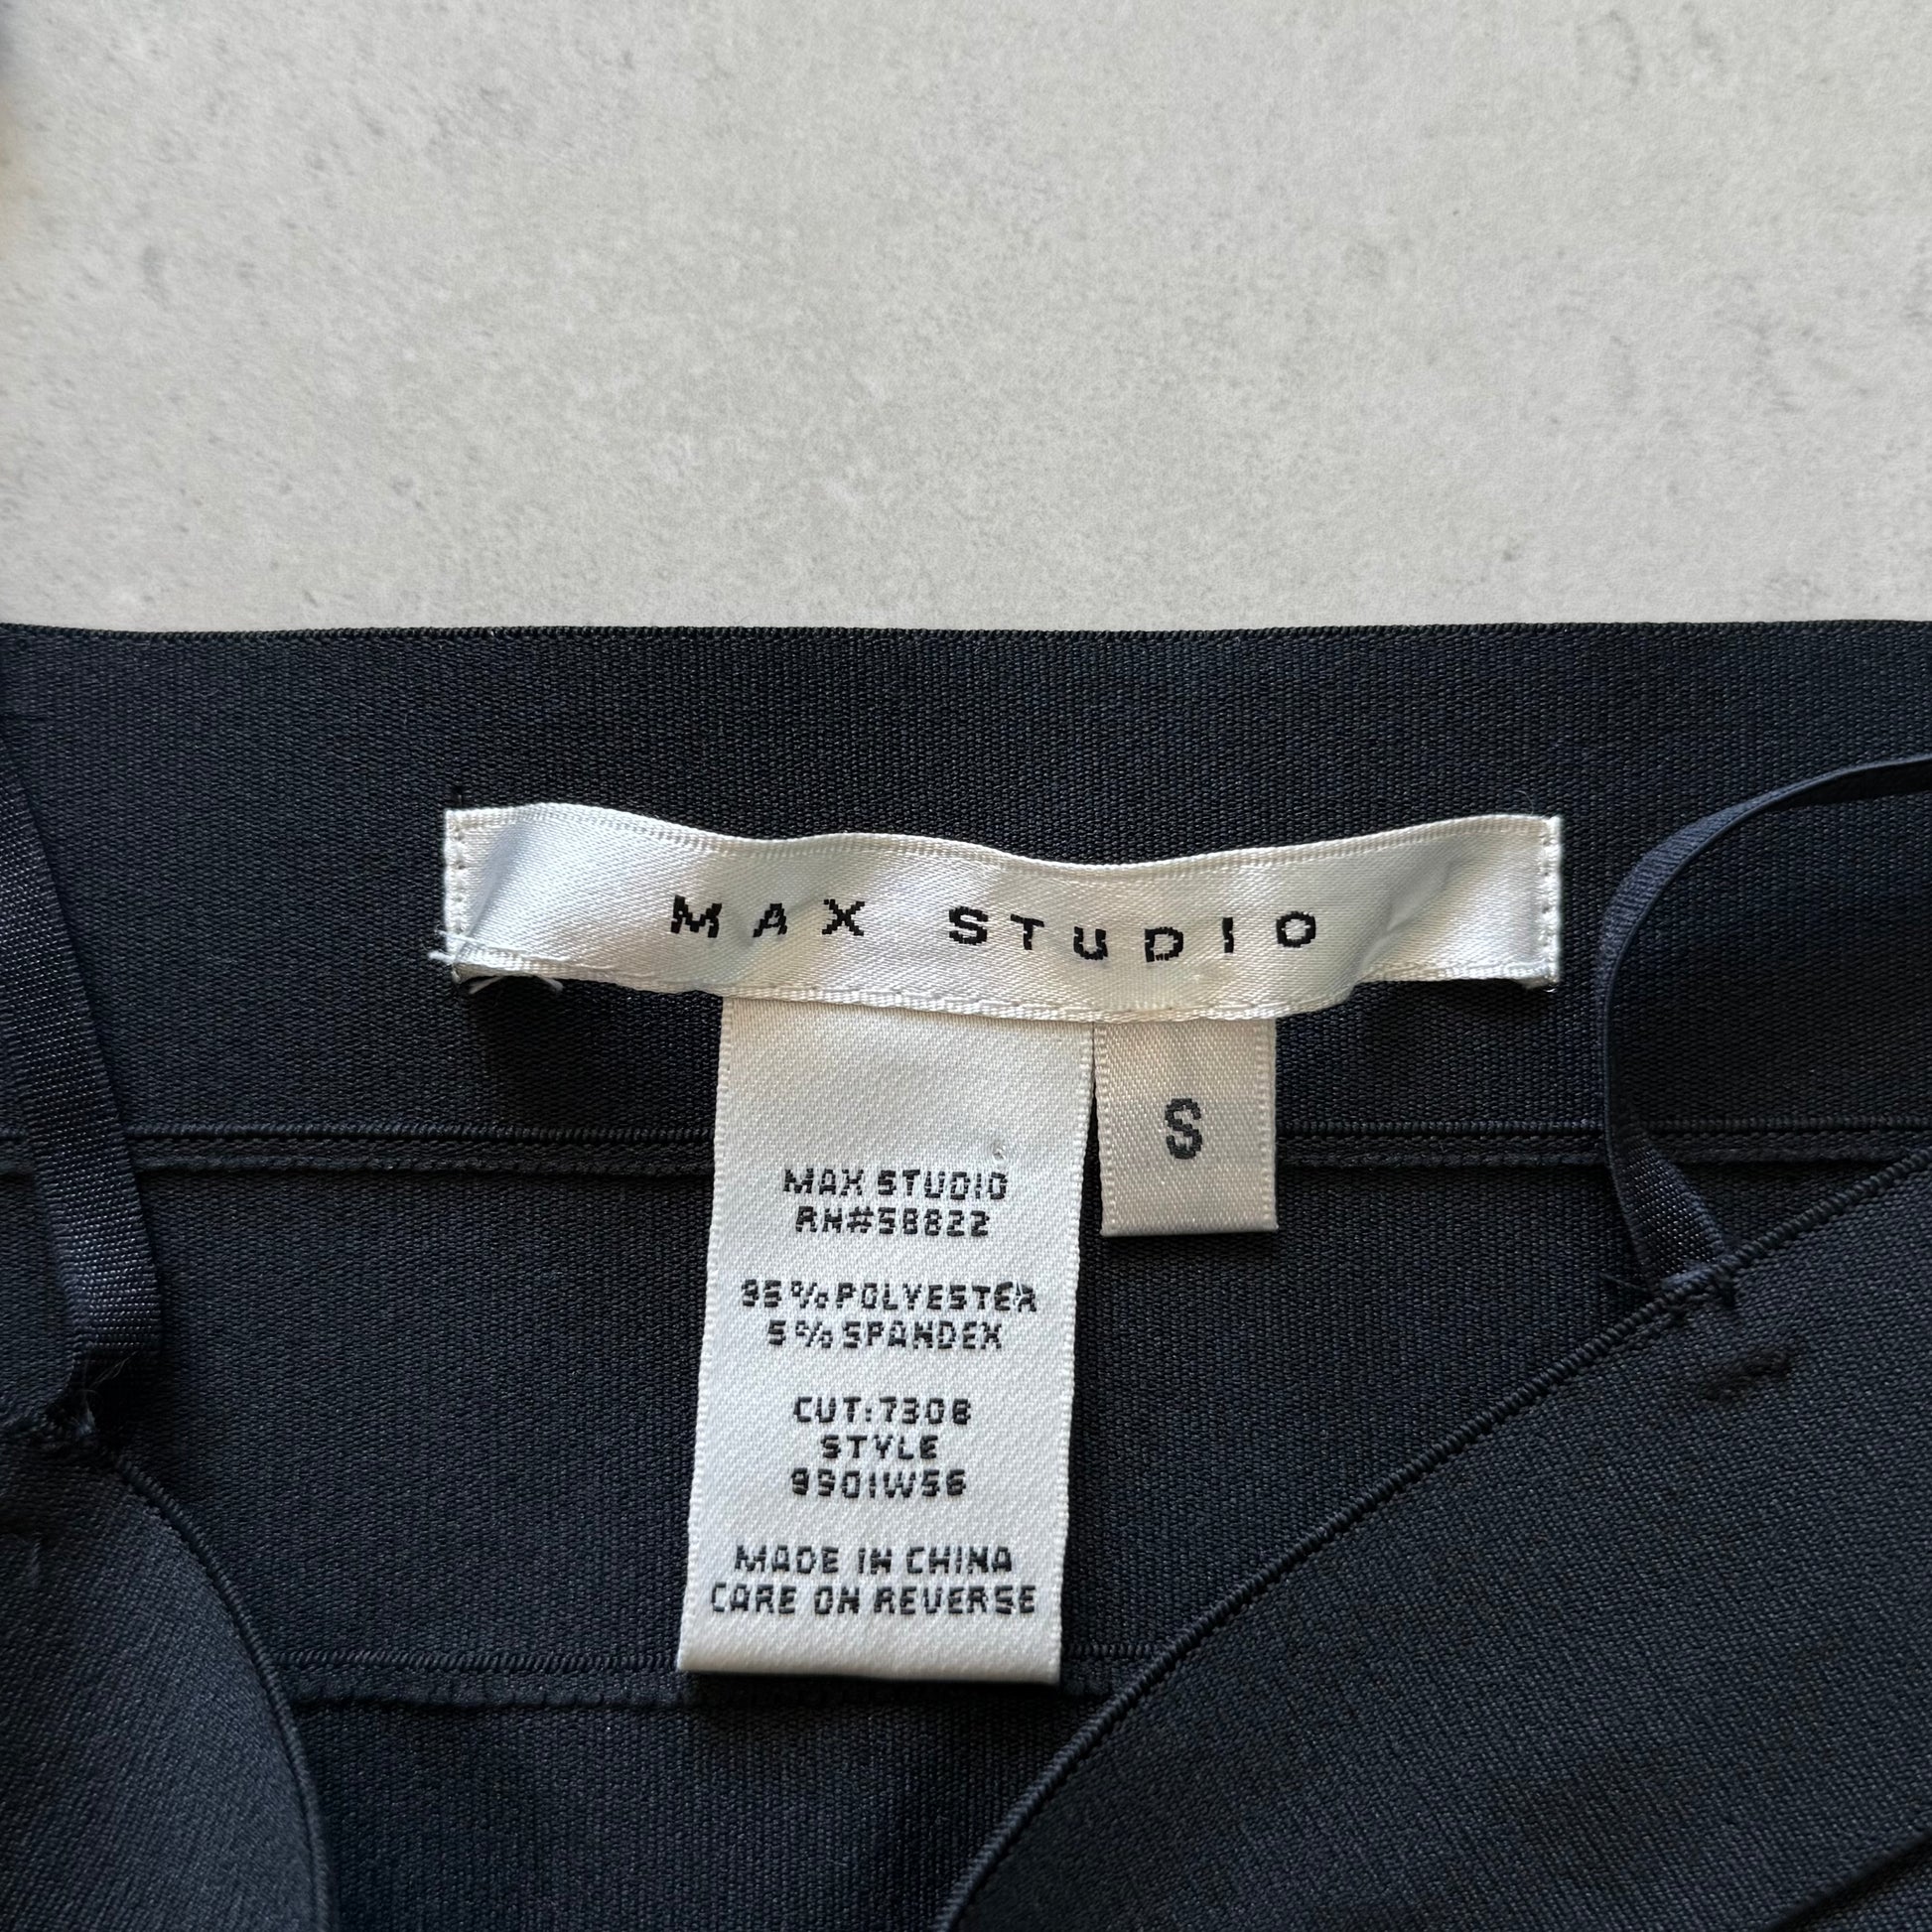 MAX STUDIO
S
MAX STUDIO
RN#58822
95%POLYESTER
5%SPANDEX
CUT:7308
STYLE
9901W56
MADE IN CHINA
CARE ON REVERSE